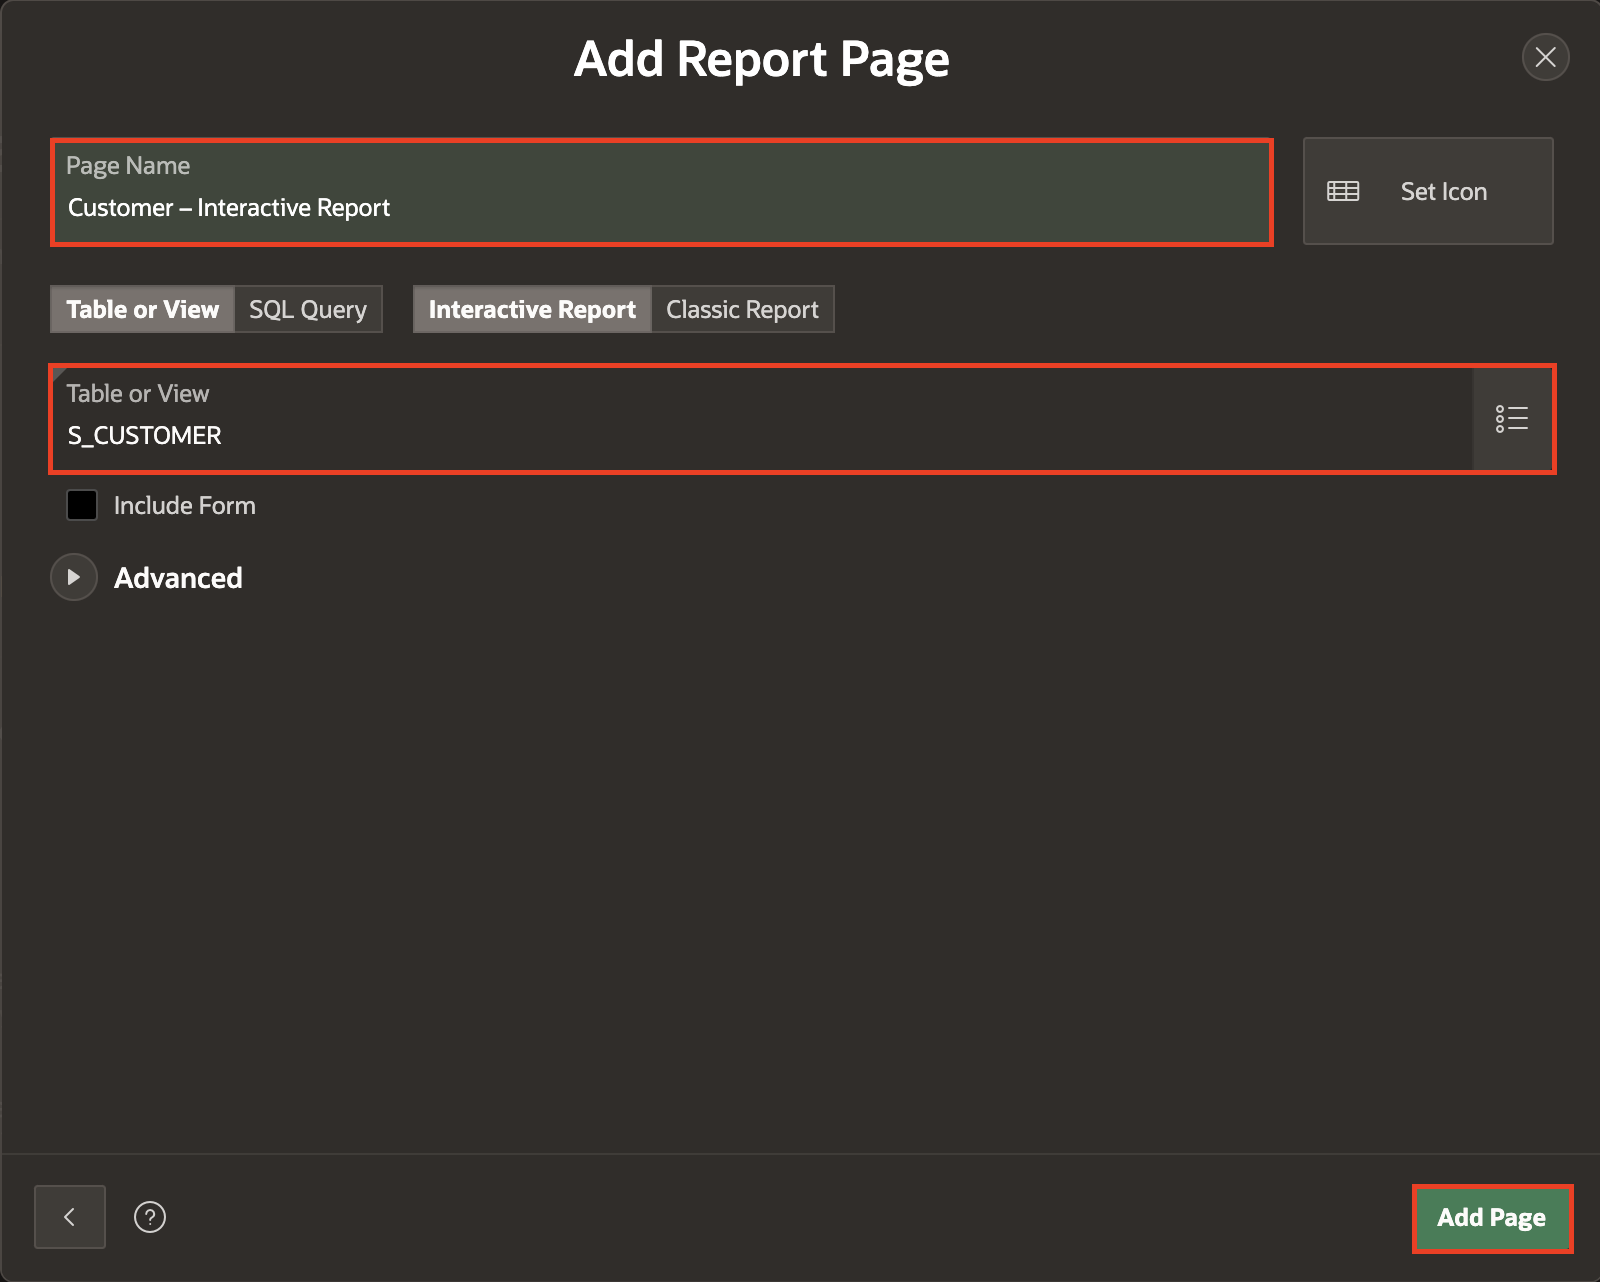 Add Report Page
Page Name
Customer – Interactive Report
Set Icon
Table or View SQL Query Interactive Report Classic Report
Table or View
S_CUSTOMER
Include Form
Advanced
?
Add Page